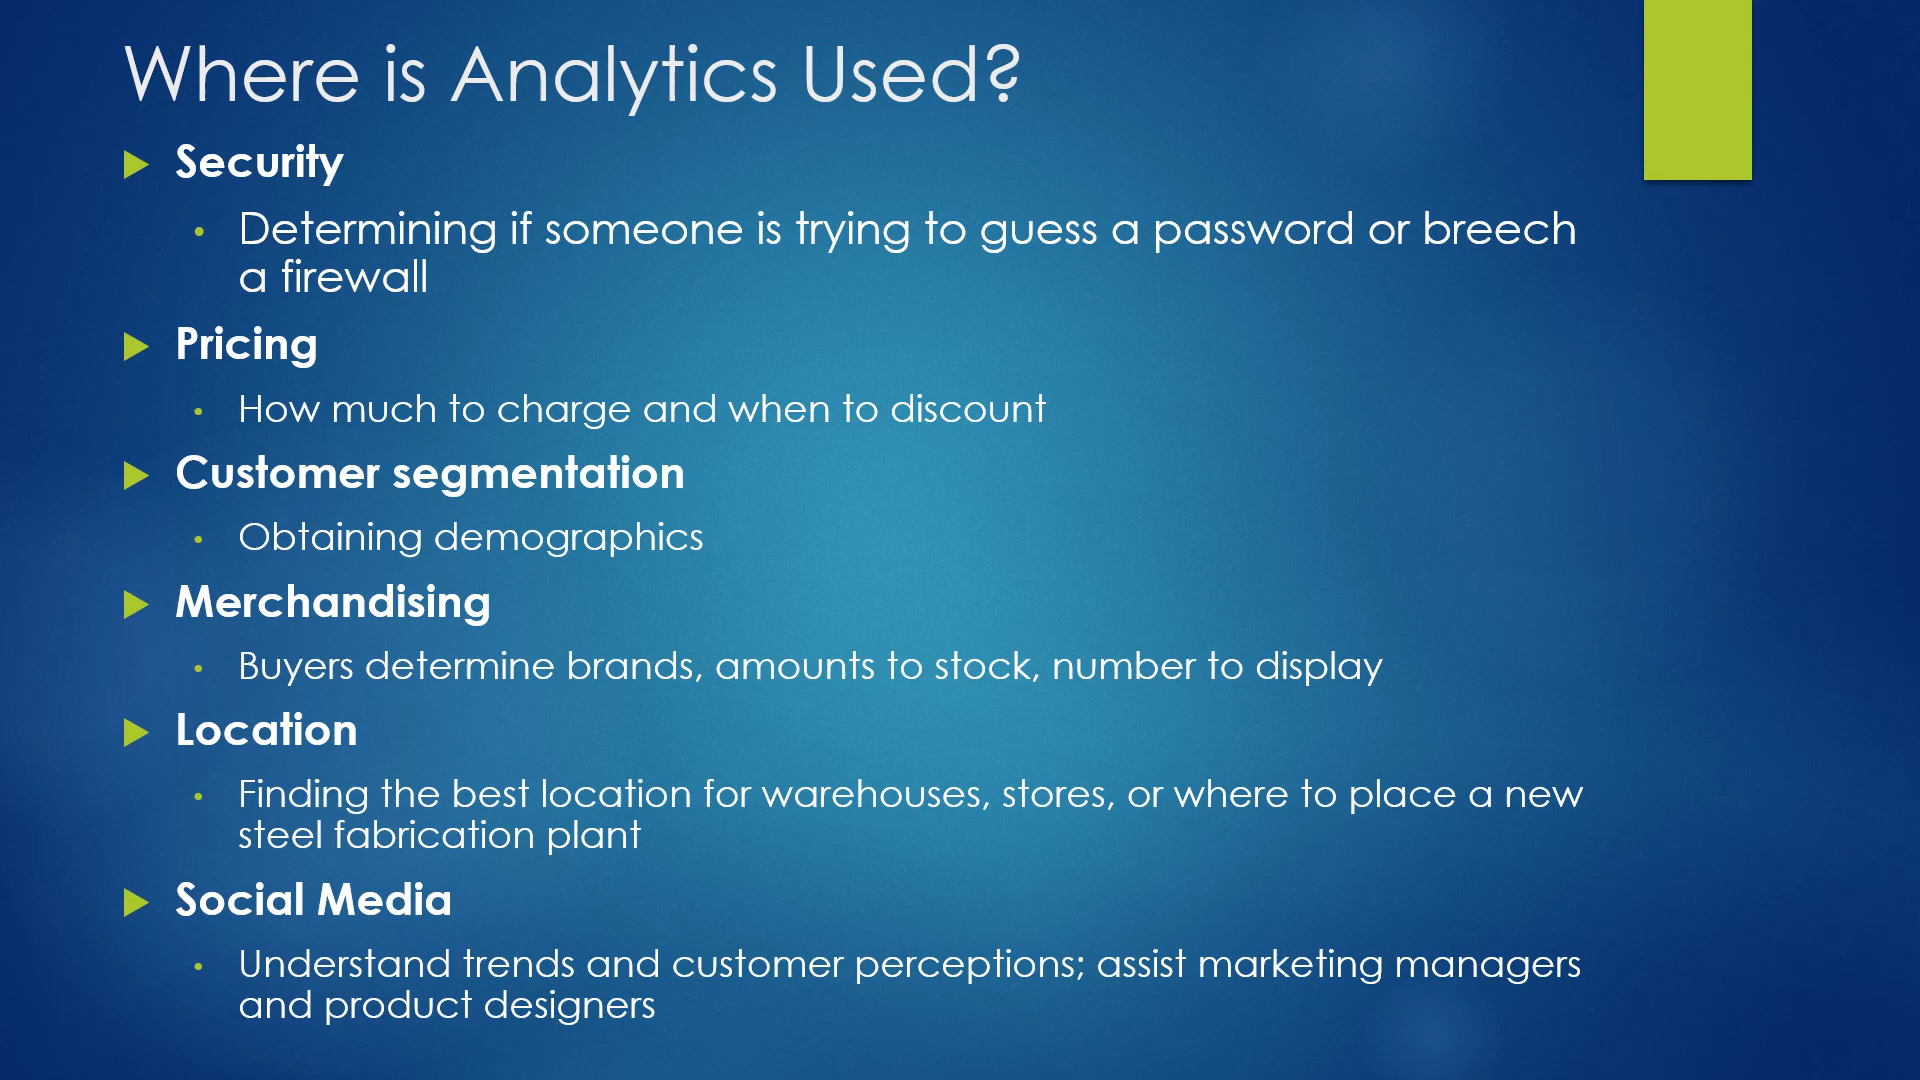 Where is Analytics Used?
Security
Determining if someone is trying to guess a password or breech
a firewall
Pricing
How much to charge and when to discount
Customer segmentation
Obtaining demographics
Merchandising
Buyers determine brands, amounts to stock, number to display
Location
Finding the best location for warehouses, stores, or where to place a new
steel fabrication plant
Social Media
Understand trends and customer perceptions; assist marketing managers
and product designers